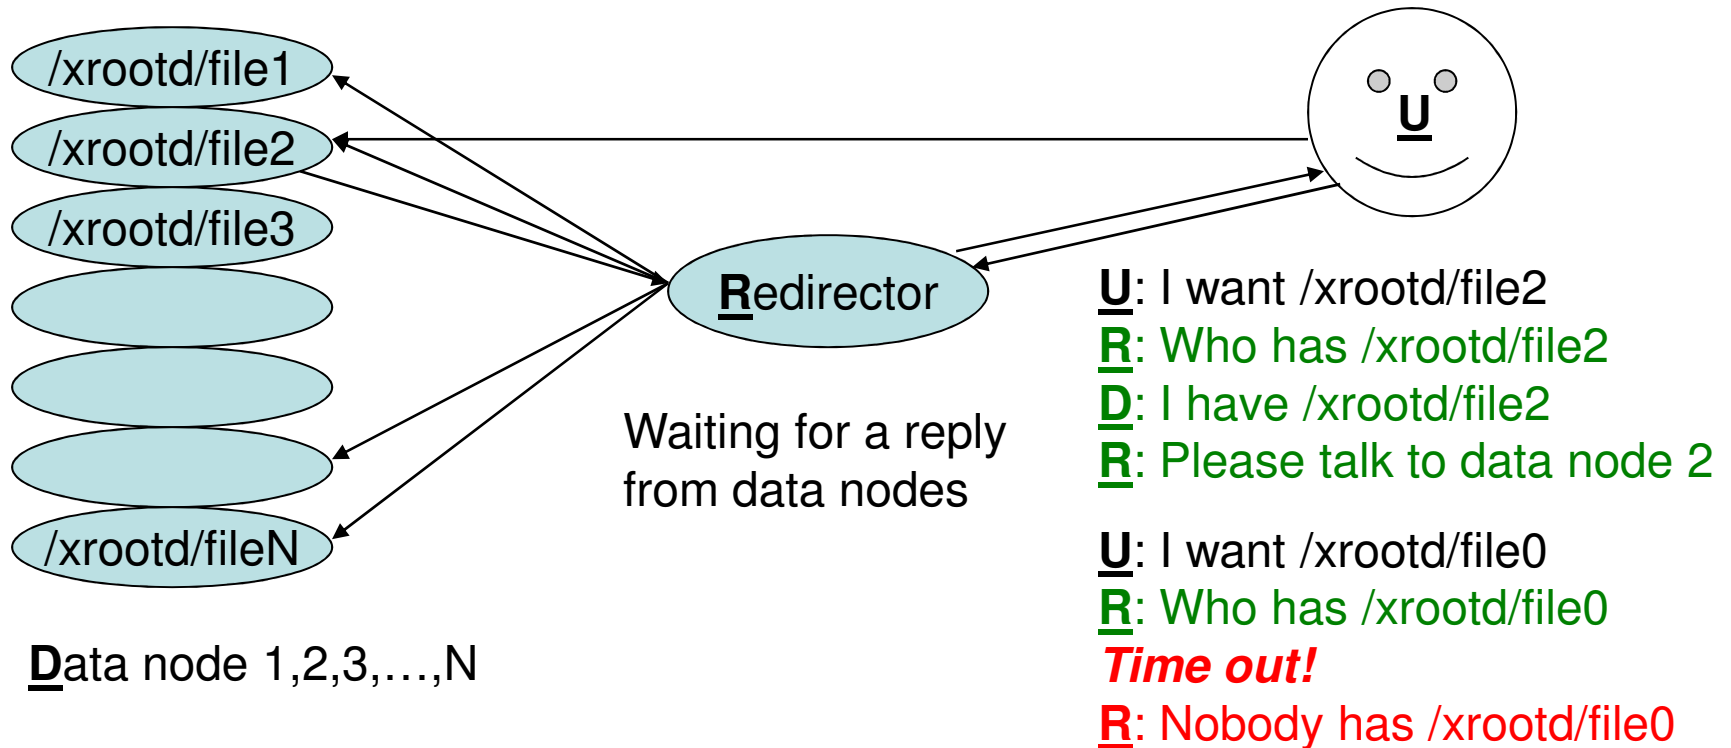 /xrootd/file1
/xrootd/file2
/xrootd/file3
/xrootd/fileN
Data node 1,2,3,…,N
Redirector
Waiting for a reply
from data nodes
U
U: I want /xrootd/file2
R: Who has /xrootd/file2
D: I have /xrootd/file2
R: Please talk to data node 2
U: I want /xrootd/file0
R: Who has /xrootd/file0
Time out!
R: Nobody has /xrootd/file0